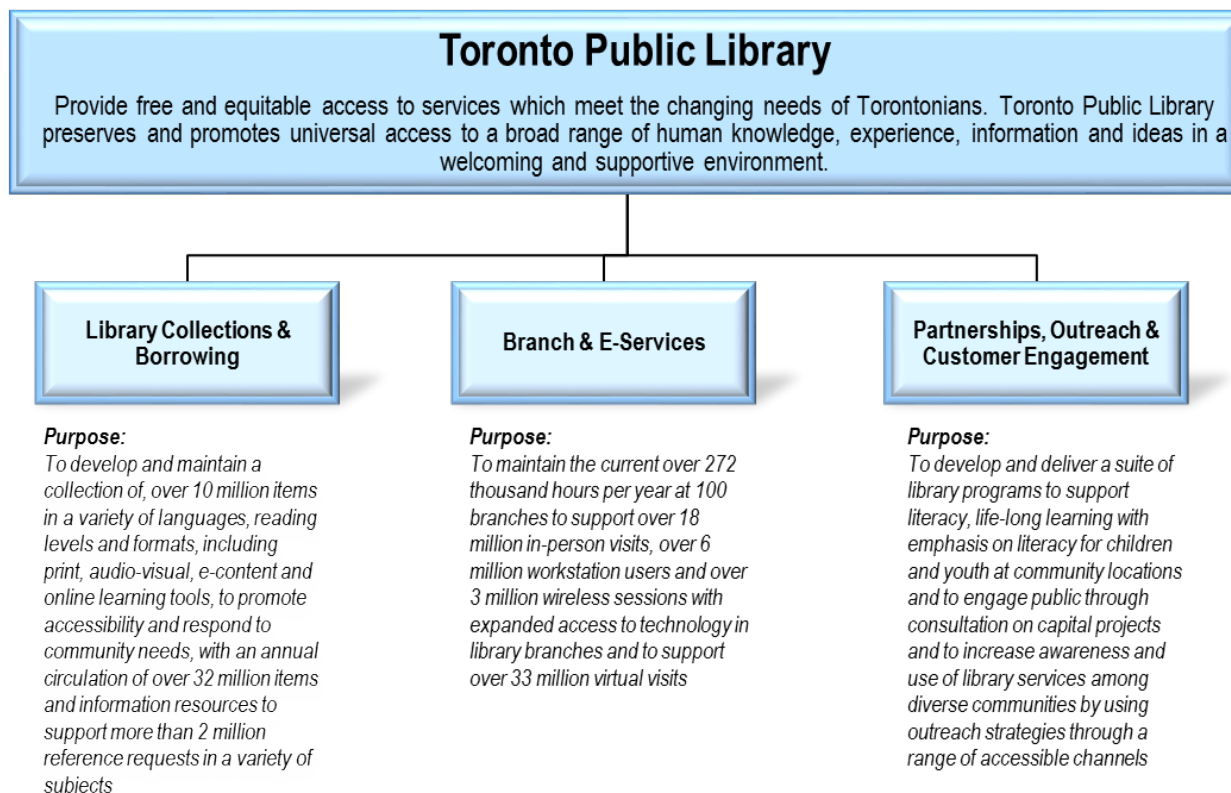 Toronto Public Library
Provide free and equitable access to services which meet the changing needs of Torontonians. Toronto Public Library
preserves and promotes universal access to a broad range of human knowledge, experience, information and ideas in a
welcoming and supportive environment.
Library Collections &
Borrowing
Purpose:
To develop and maintain a
collection of, over 10 million items
in a variety of languages, reading
levels and formats, including
print, audio-visual, e-content and
online learning tools, to promote
accessibility and respond to
community needs, with an annual
circulation of over 32 million items
and information resources to
support more than 2 million
reference requests in a variety of
subjects
Branch & E-Services
Purpose:
To maintain the current over 272
thousand hours per year at 100
branches to support over 18
million in-person visits, over 6
million workstation users and over
3 million wireless sessions with
expanded access to technology in
library branches and to support
over 33 million virtual visits
Partnerships, Outreach &
Customer Engagement
Purpose:
To develop and deliver a suite of
library programs to support
literacy, life-long learning with
emphasis on literacy for children
and youth at community locations
and to engage public through
consultation on capital projects
and to increase awareness and
use of library services among
diverse communities by using
outreach strategies through a
range of accessible channels